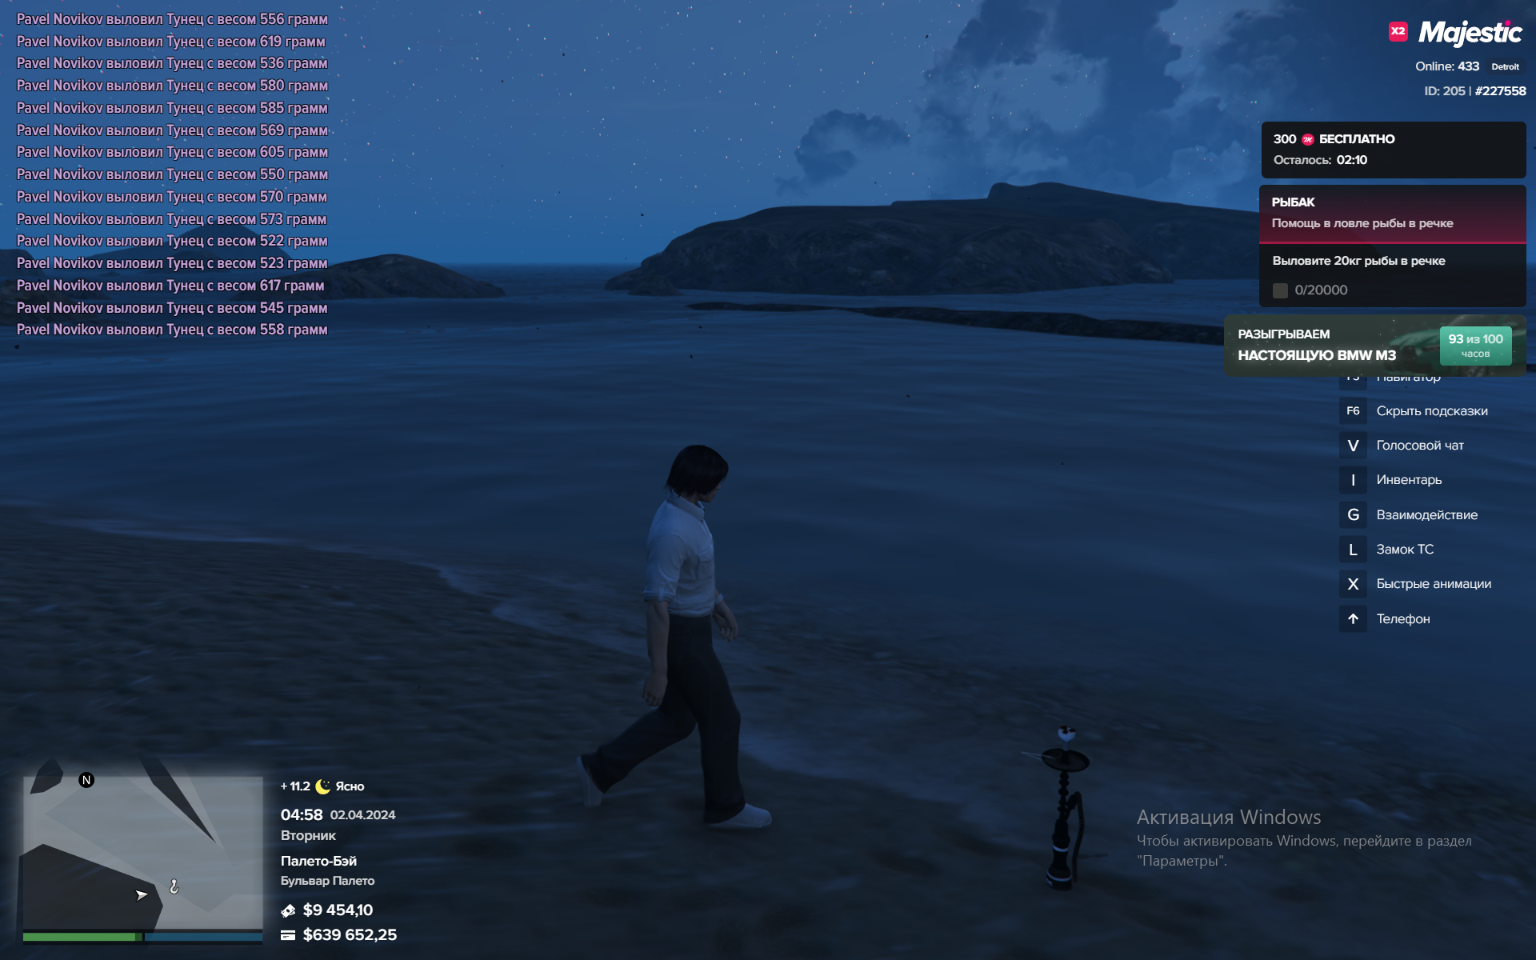 Pavel Novikov выловил Тунец с весом 556 грамм
Pavel Novikov выловил Тунец с весом 619 грамм
Pavel Novikov выловил Тунец с весом 536 грамм
Pavel Novikov выловил Тунец с весом 580 грамм
Pavel Novikov выловил Тунец с весом 585 грамм
Pavel Novikov выловил Тунец с весом 569 грамм
Pavel Novikov выловил Тунец с весом 605 грамм
Pavel Novikov выловил Тунец с весом 550 грамм
Pavel Novikov выловил Тунец с весом 570 грамм
Pavel Novikov выловил Тунец с весом 573 грамм
Pavel Novikov выловил Тунец с весом 522 грамм
Pavel Novikov выловил Тунец с весом 523 грамм
Pavel Novikov выловил Тунец с весом 617 грамм
Pavel Novikov выловил Тунец с весом 545 грамм
Pavel Novikov выловил Тунец с весом 558 грамм
X2 Majestic
Online: 433 Detroit
ID: 205 | #227558
300 БЕСПЛАТНО
Осталось: 02:10
РЫБАК
Помощь в ловле рыбы в речке
Выловите 20кг рыбы в речке
0/20000
РАЗЫГРЫВАЕМ
НАСТОЯЩУЮ BMW M3
93 из 100
часов
Навигатор
F6 Скрыть подсказки
V Голосовой чат
I Инвентарь
G Взаимодействие
L Замок ТС
X Быстрые анимации
↑ Телефон
N
+11.2 Ясно
04:58 02.04.2024
Вторник
Палето-Бэй
Бульвар Палето
$9 454,10
$639 652,25
Активация Windows
Чтобы активировать Windows, перейдите в раздел
"Параметры".